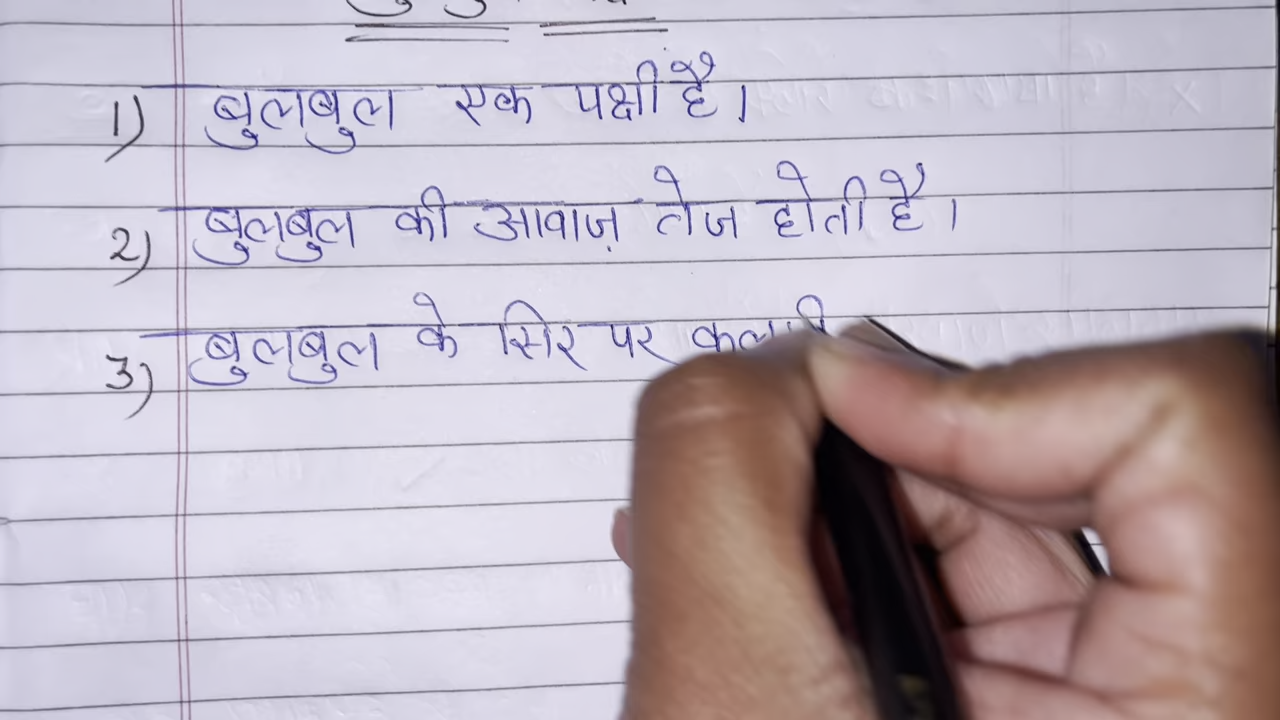 1) बुलबुल एक पक्षी है।
2) बुलबुल की आवाज़ तेज होती है।
3) बुलबुल के सिर पर